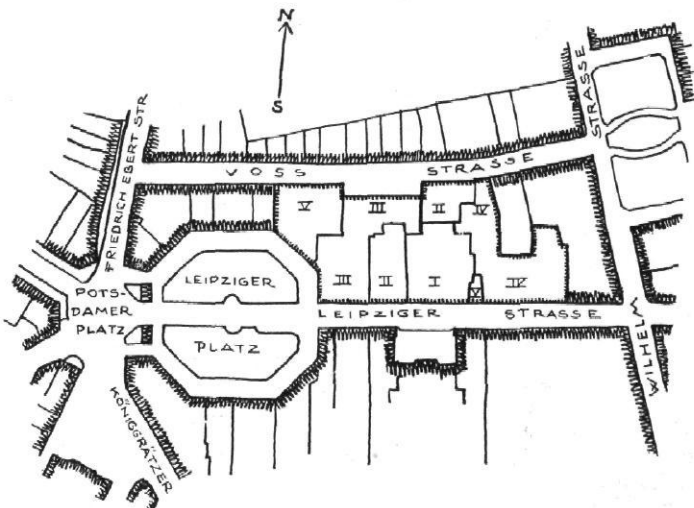 N
S
STRASSE
FRIEDRICH EBERT STR
VOSS STRASSE
V III II IV
LEIPZIGER
III II I V IV
POTS-
DAMER
PLATZ
LEIPZIGER STRASSE
PLATZ
WILHELM
KÖNIGGRÄTZER